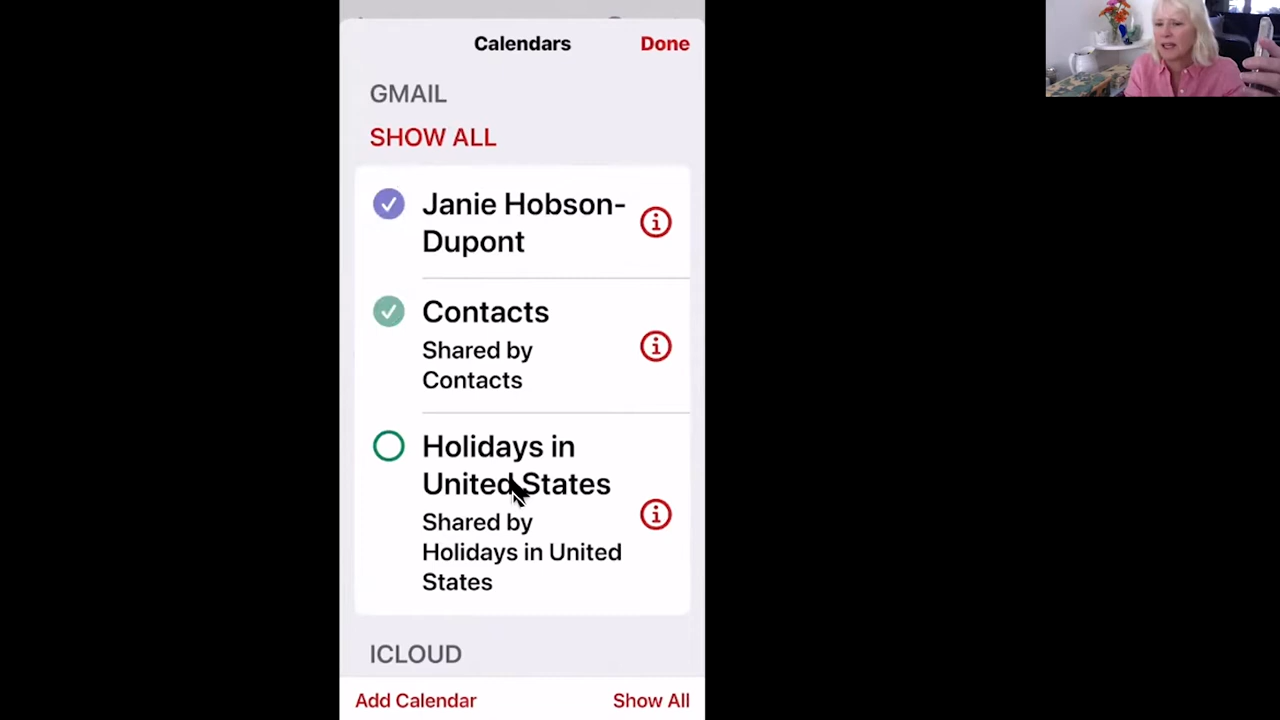 Calendars
Done
GMAIL
SHOW ALL
Janie Hobson-
Dupont
Contacts
Shared by
Contacts
Holidays in
United States
Shared by
Holidays in United
States
ICLOUD
Add Calendar
Show All